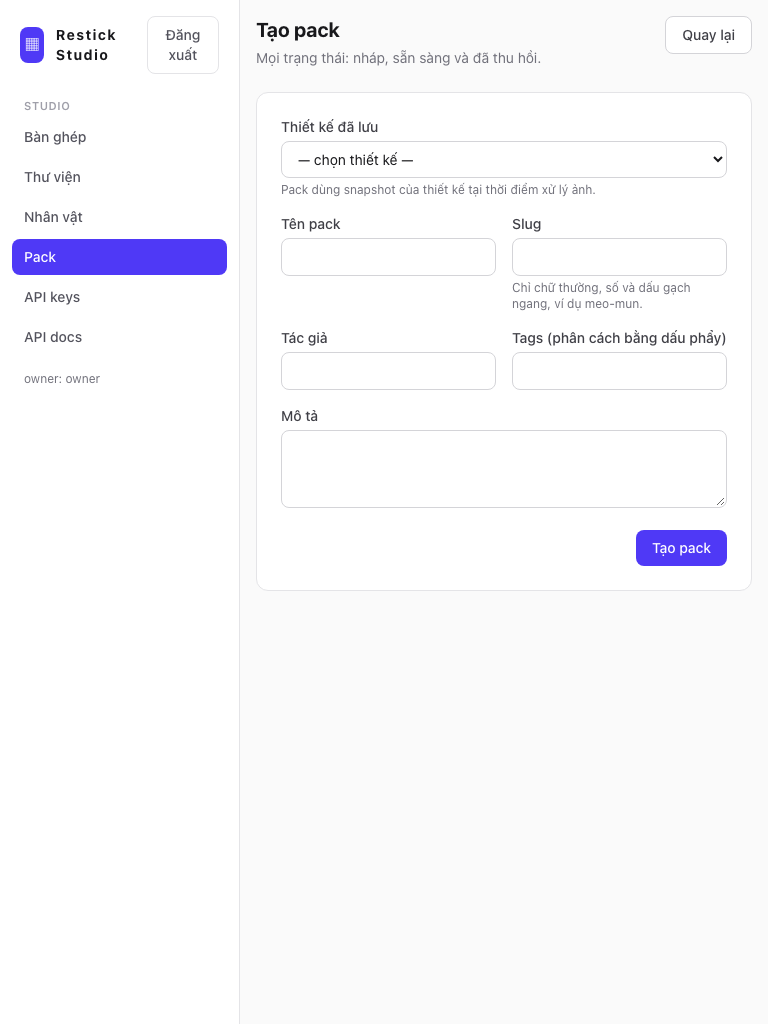 Restick
Studio
Đăng
xuất
STUDIO
Bàn ghép
Thư viện
Nhân vật
Pack
API keys
API docs
owner: owner
Tạo pack
Mọi trạng thái: nháp, sẵn sàng và đã thu hồi.
Quay lại
Thiết kế đã lưu
— chọn thiết kế —
Pack dùng snapshot của thiết kế tại thời điểm xử lý ảnh.
Tên pack
Slug
Chỉ chữ thường, số và dấu gạch
ngang, ví dụ meo-mun.
Tác giả
Tags (phân cách bằng dấu phẩy)
Mô tả
Tạo pack